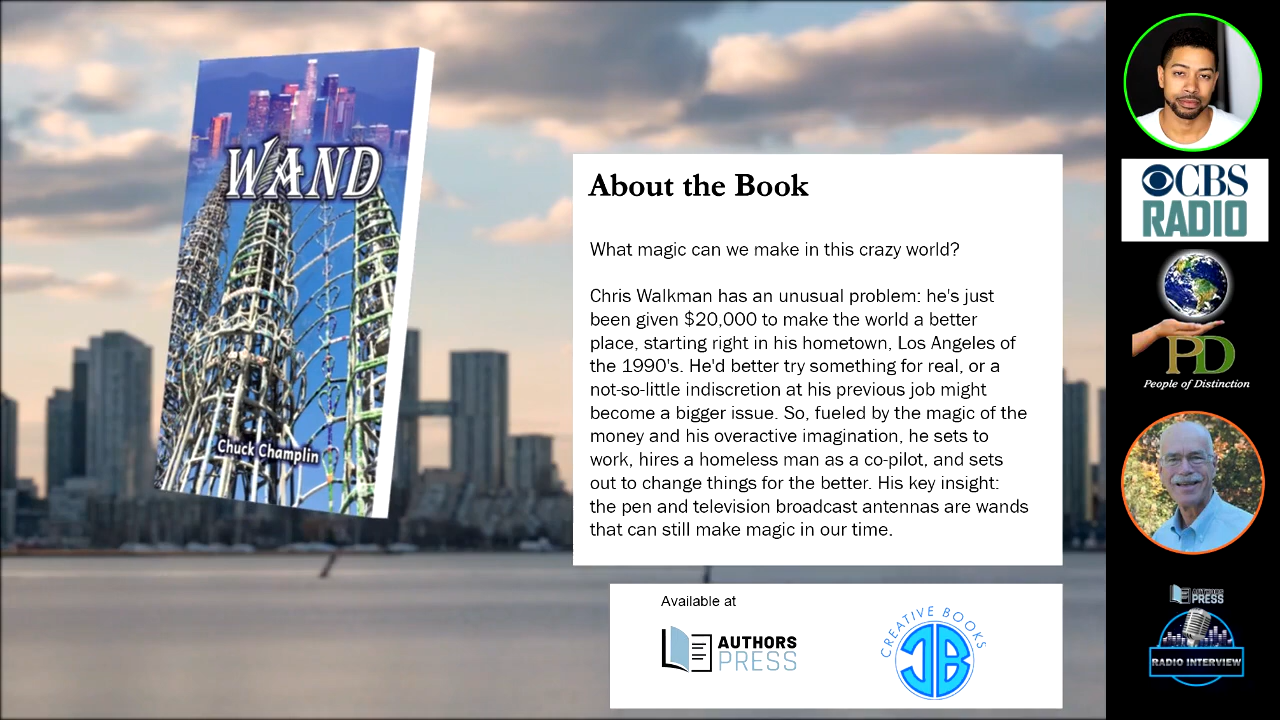 WAND
Chuck Champlin
About the Book
What magic can we make in this crazy world?
Chris Walkman has an unusual problem: he's just
been given $20,000 to make the world a better
place, starting right in his hometown, Los Angeles of
the 1990's. He'd better try something for real, or a
not-so-little indiscretion at his previous job might
become a bigger issue. So, fueled by the magic of the
money and his overactive imagination, he sets to
work, hires a homeless man as a co-pilot, and sets
out to change things for the better. His key insight:
the pen and television broadcast antennas are wands
that can still make magic in our time.
Available at
AUTHORS
PRESS
CREATIVE BOOKS
CB
CBS
RADIO
PD
People of Distinction
AUTHORS
PRESS
RADIO INTERVIEW